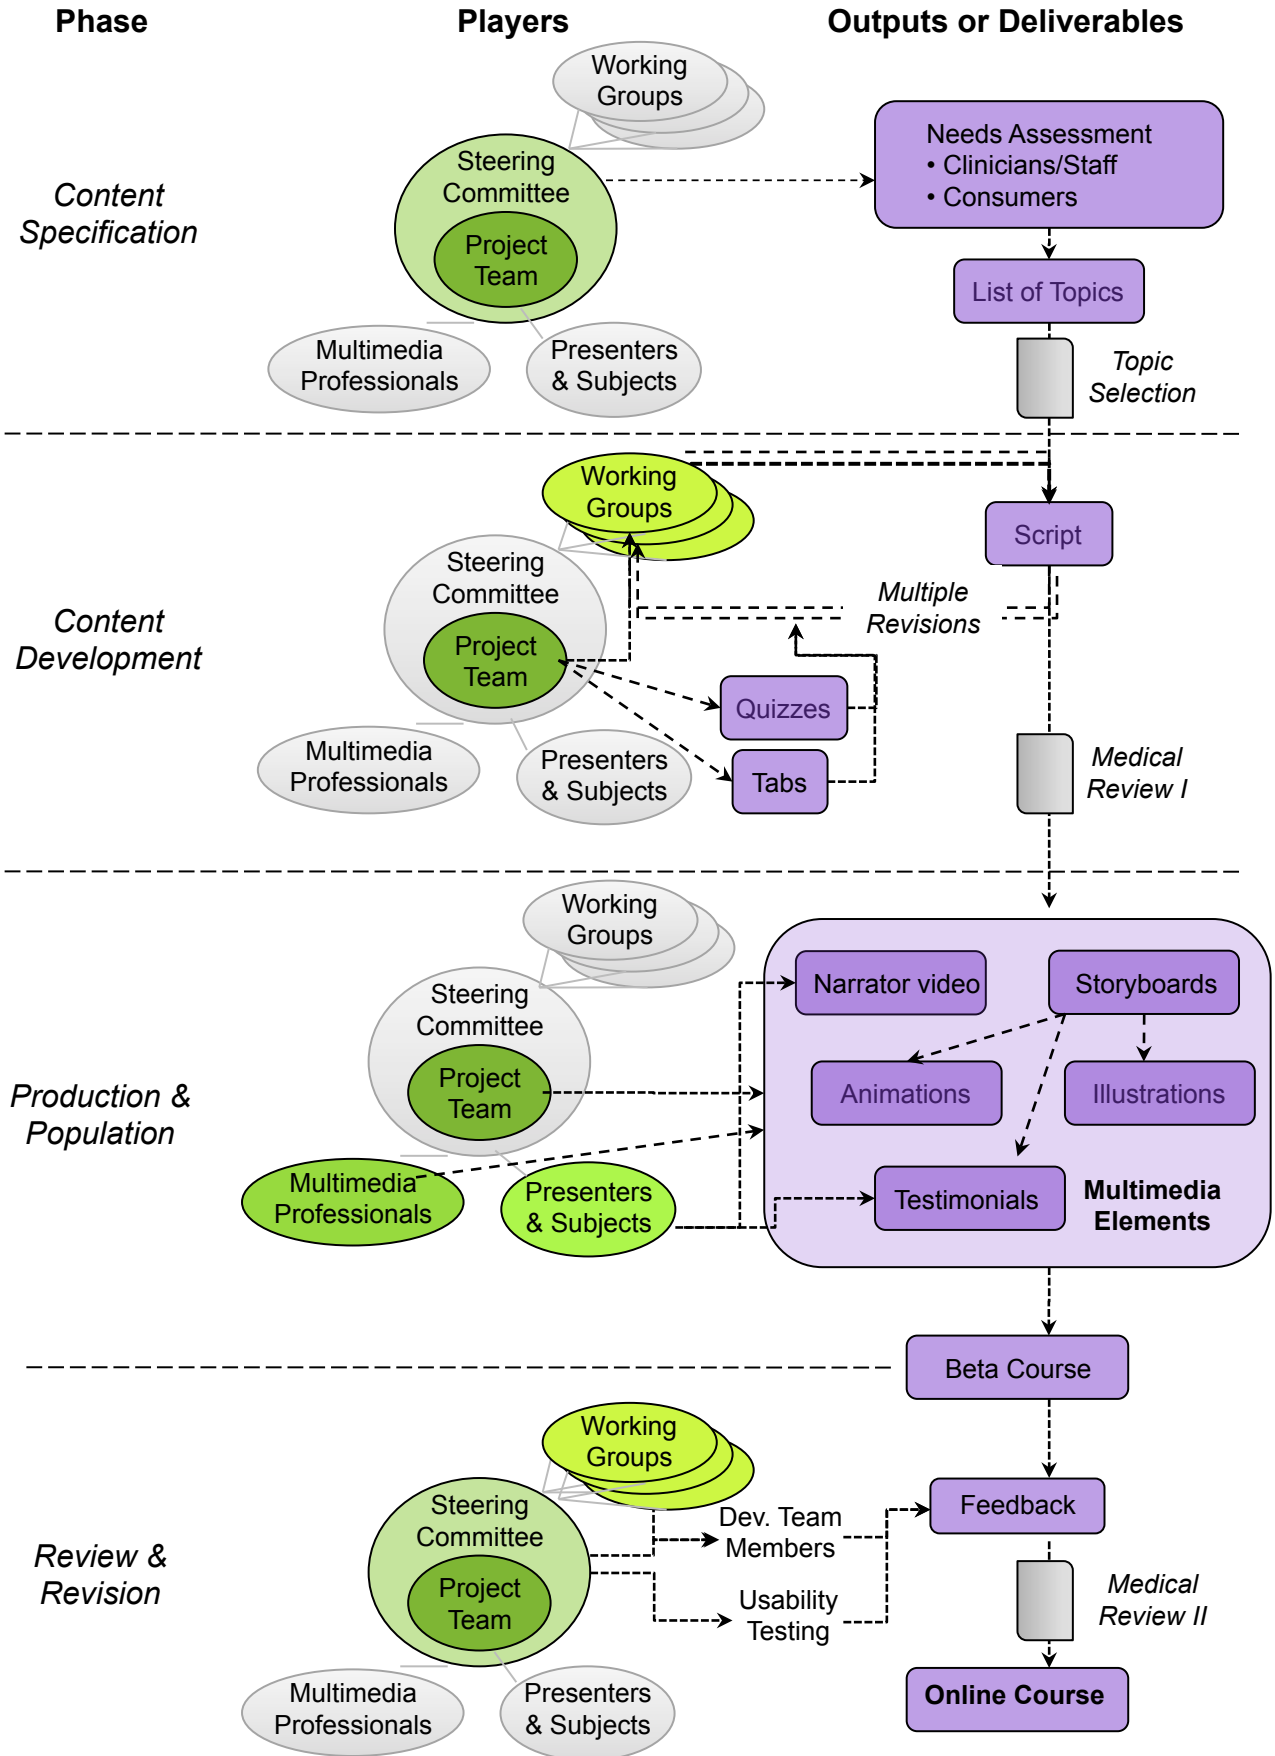 Phase
Players
Outputs or Deliverables
Content
Specification
Working
Groups
Steering
Committee
Project
Team
Multimedia
Professionals
Presenters
& Subjects
Needs Assessment
• Clinicians/Staff
• Consumers
List of Topics
Topic
Selection
Content
Development
Working
Groups
Steering
Committee
Project
Team
Multimedia
Professionals
Presenters
& Subjects
Script
Multiple
Revisions
Quizzes
Tabs
Medical
Review I
Production &
Population
Working
Groups
Steering
Committee
Project
Team
Multimedia
Professionals
Presenters
& Subjects
Narrator video
Storyboards
Animations
Illustrations
Testimonials
Multimedia
Elements
Beta Course
Review &
Revision
Working
Groups
Steering
Committee
Project
Team
Multimedia
Professionals
Presenters
& Subjects
Dev. Team
Members
Usability
Testing
Feedback
Medical
Review II
Online Course